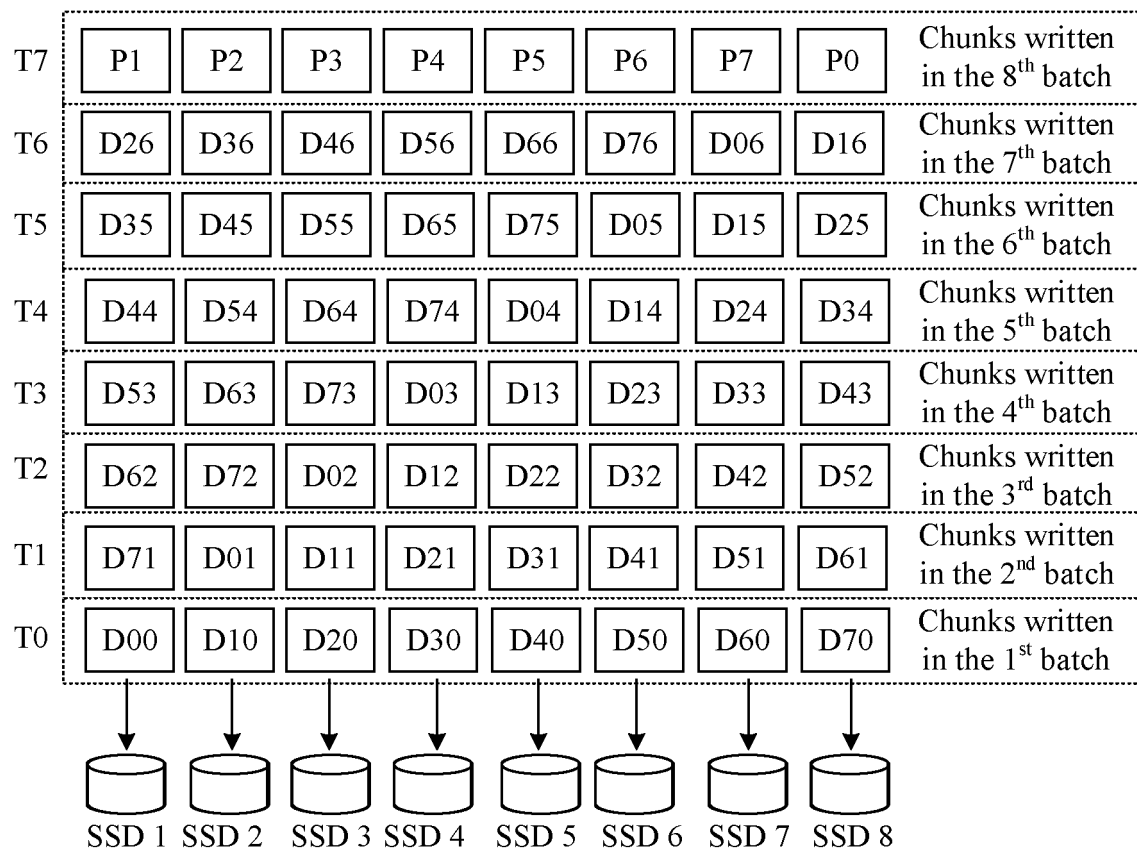 T7 P1 P2 P3 P4 P5 P6 P7 P0 Chunks written
in the 8th batch
T6 D26 D36 D46 D56 D66 D76 D06 D16 Chunks written
in the 7th batch
T5 D35 D45 D55 D65 D75 D05 D15 D25 Chunks written
in the 6th batch
T4 D44 D54 D64 D74 D04 D14 D24 D34 Chunks written
in the 5th batch
T3 D53 D63 D73 D03 D13 D23 D33 D43 Chunks written
in the 4th batch
T2 D62 D72 D02 D12 D22 D32 D42 D52 Chunks written
in the 3rd batch
T1 D71 D01 D11 D21 D31 D41 D51 D61 Chunks written
in the 2nd batch
T0 D00 D10 D20 D30 D40 D50 D60 D70 Chunks written
in the 1st batch
SSD 1 SSD 2 SSD 3 SSD 4 SSD 5 SSD 6 SSD 7 SSD 8